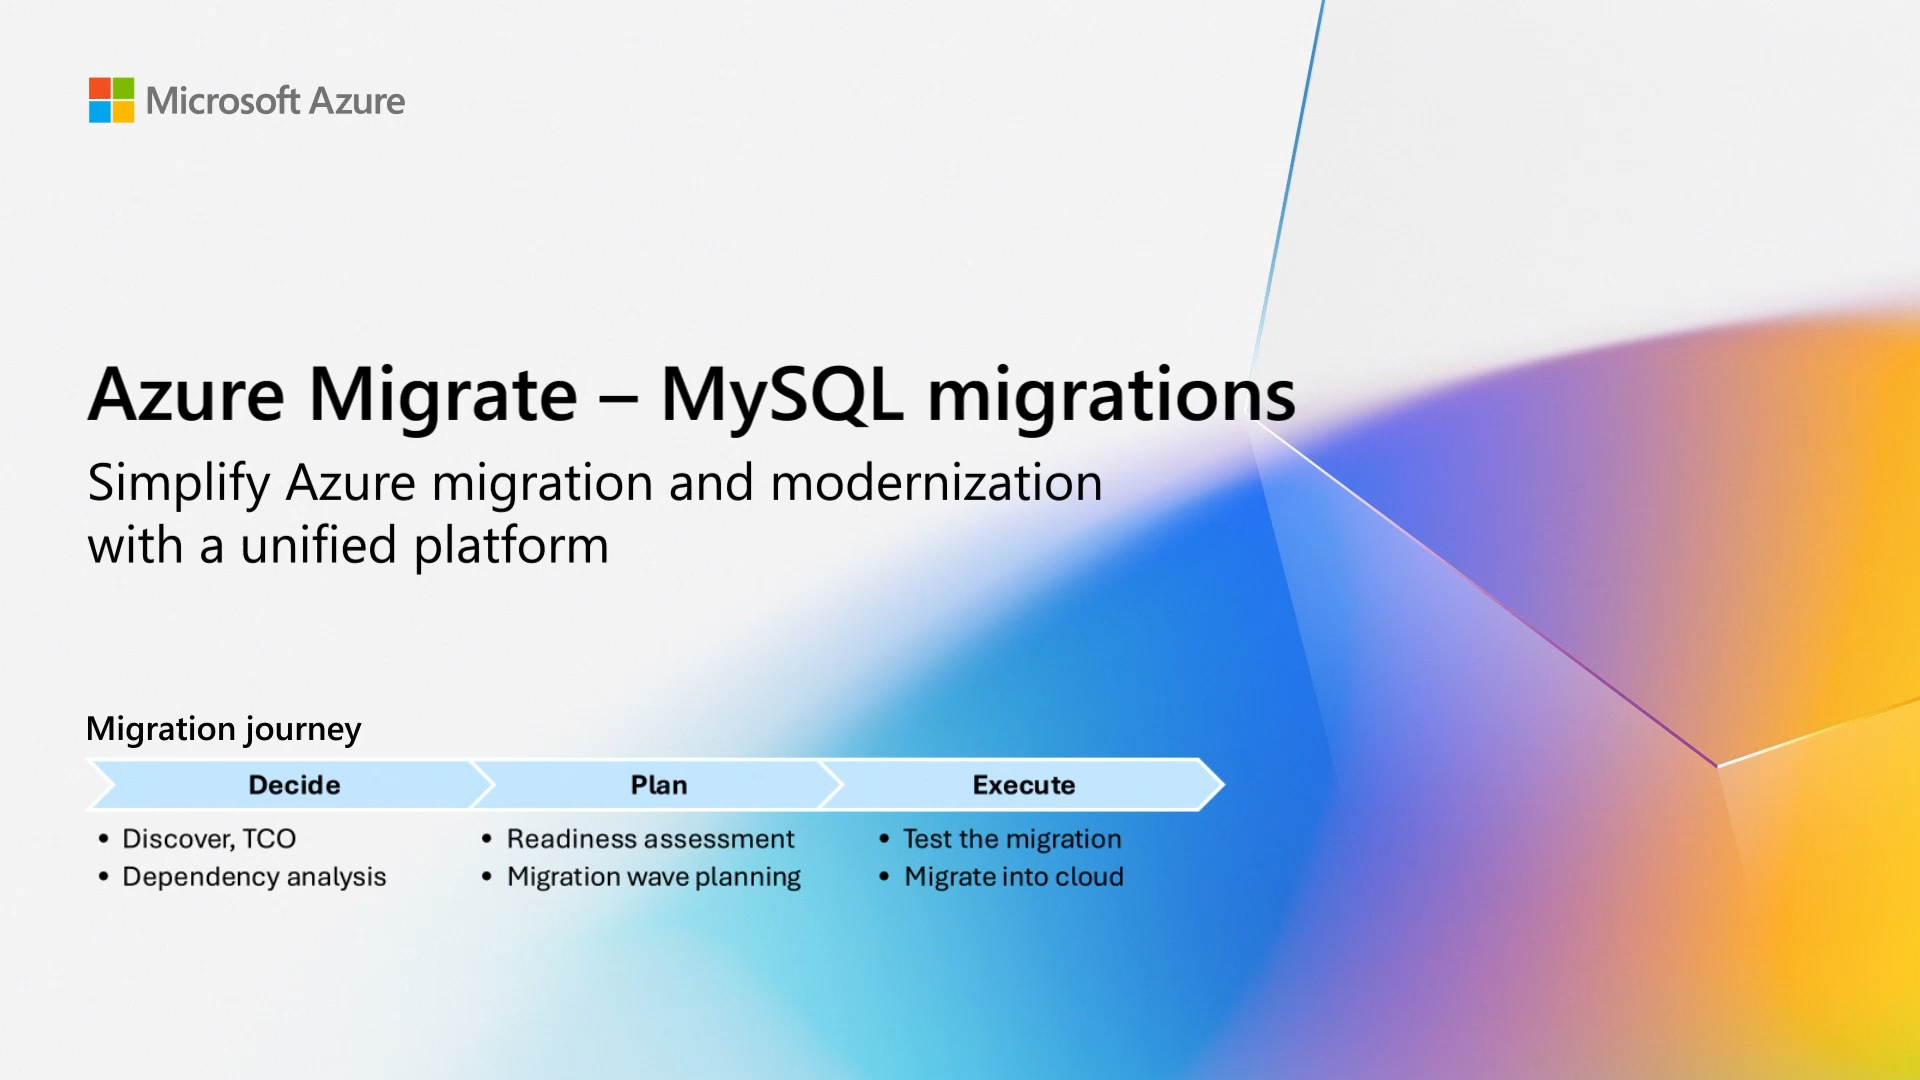 Microsoft Azure
Azure Migrate – MySQL migrations
Simplify Azure migration and modernization
with a unified platform
Migration journey
Decide
Plan
Execute
• Discover, TCO
• Dependency analysis
• Readiness assessment
• Migration wave planning
• Test the migration
• Migrate into cloud